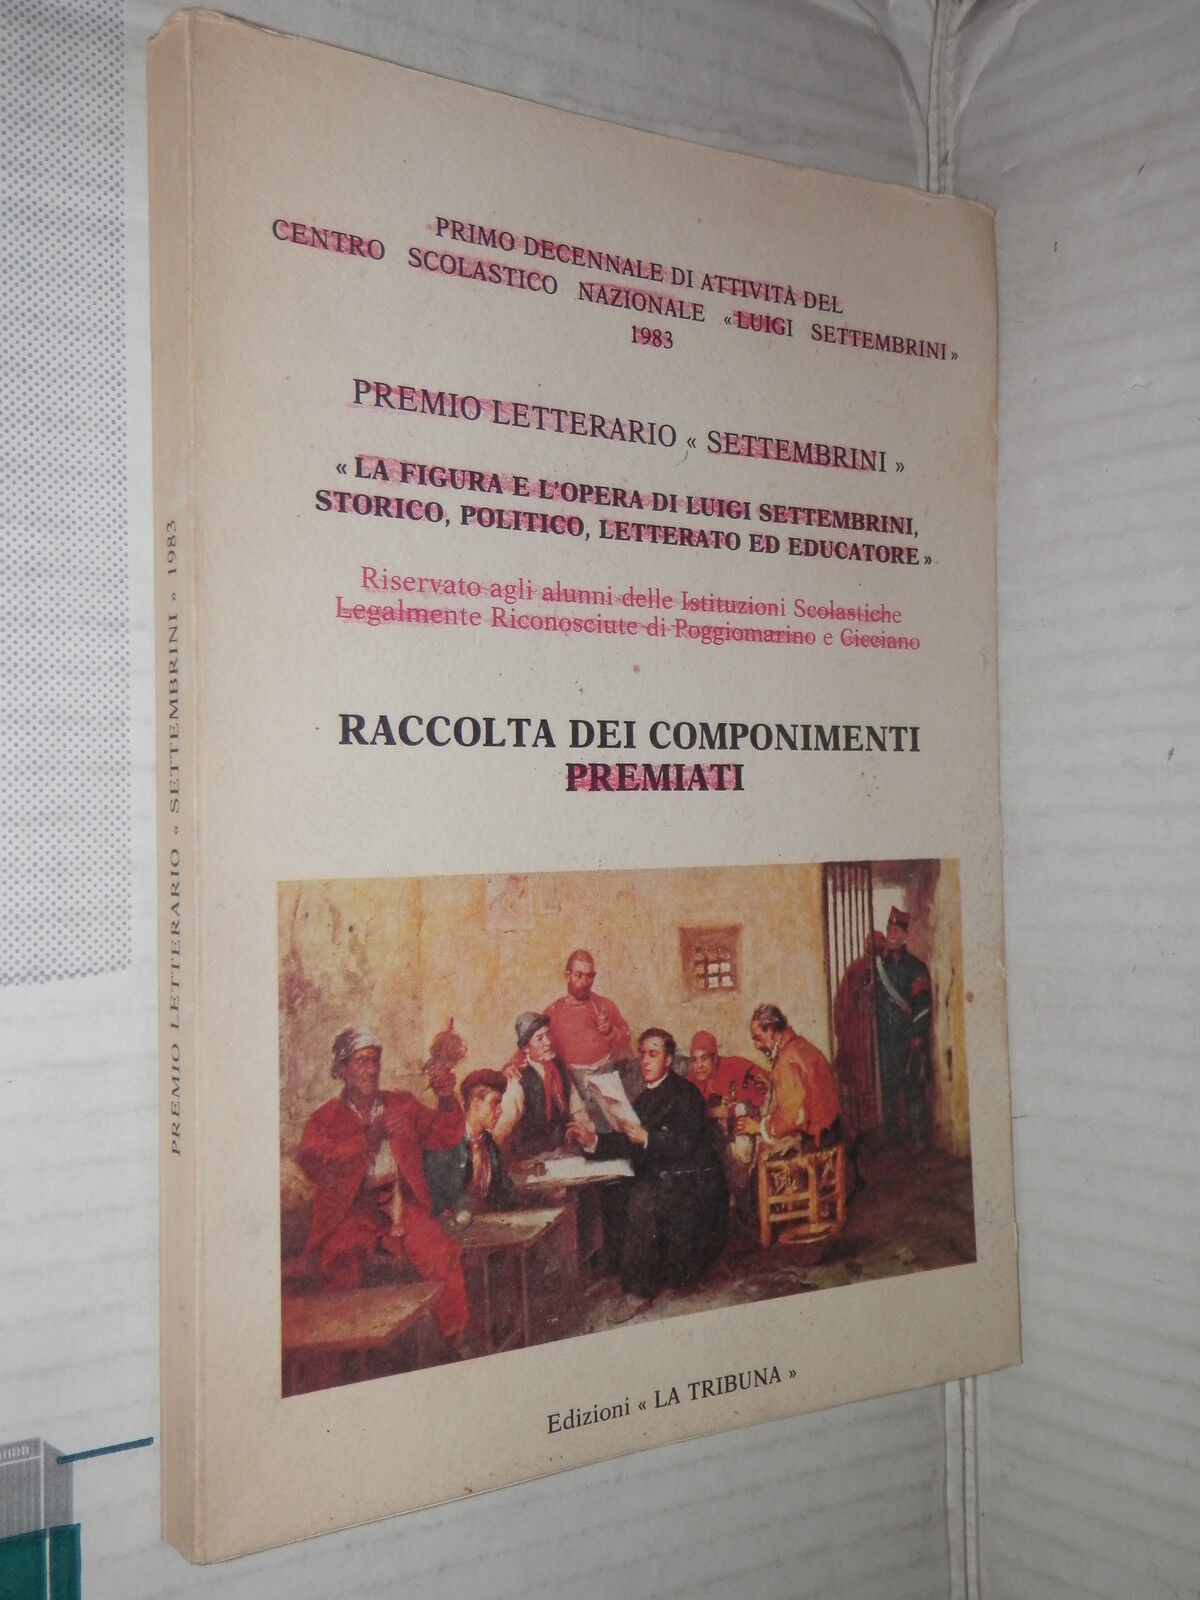 PRIMO DECENNALE DI ATTIVITÀ DEL
CENTRO SCOLASTICO NAZIONALE « LUIGI SETTEMBRINI »
1983
PREMIO LETTERARIO « SETTEMBRINI »
« LA FIGURA E L'OPERA DI LUIGI SETTEMBRINI,
STORICO, POLITICO, LETTERATO ED EDUCATORE »
Riservato agli alunni delle Istituzioni Scolastiche
Legalmente Riconosciute di Poggiomarino e Cicciano
RACCOLTA DEI COMPONIMENTI
PREMIATI
Edizioni « LA TRIBUNA »
PREMIO LETTERARIO « SETTEMBRINI » 1983